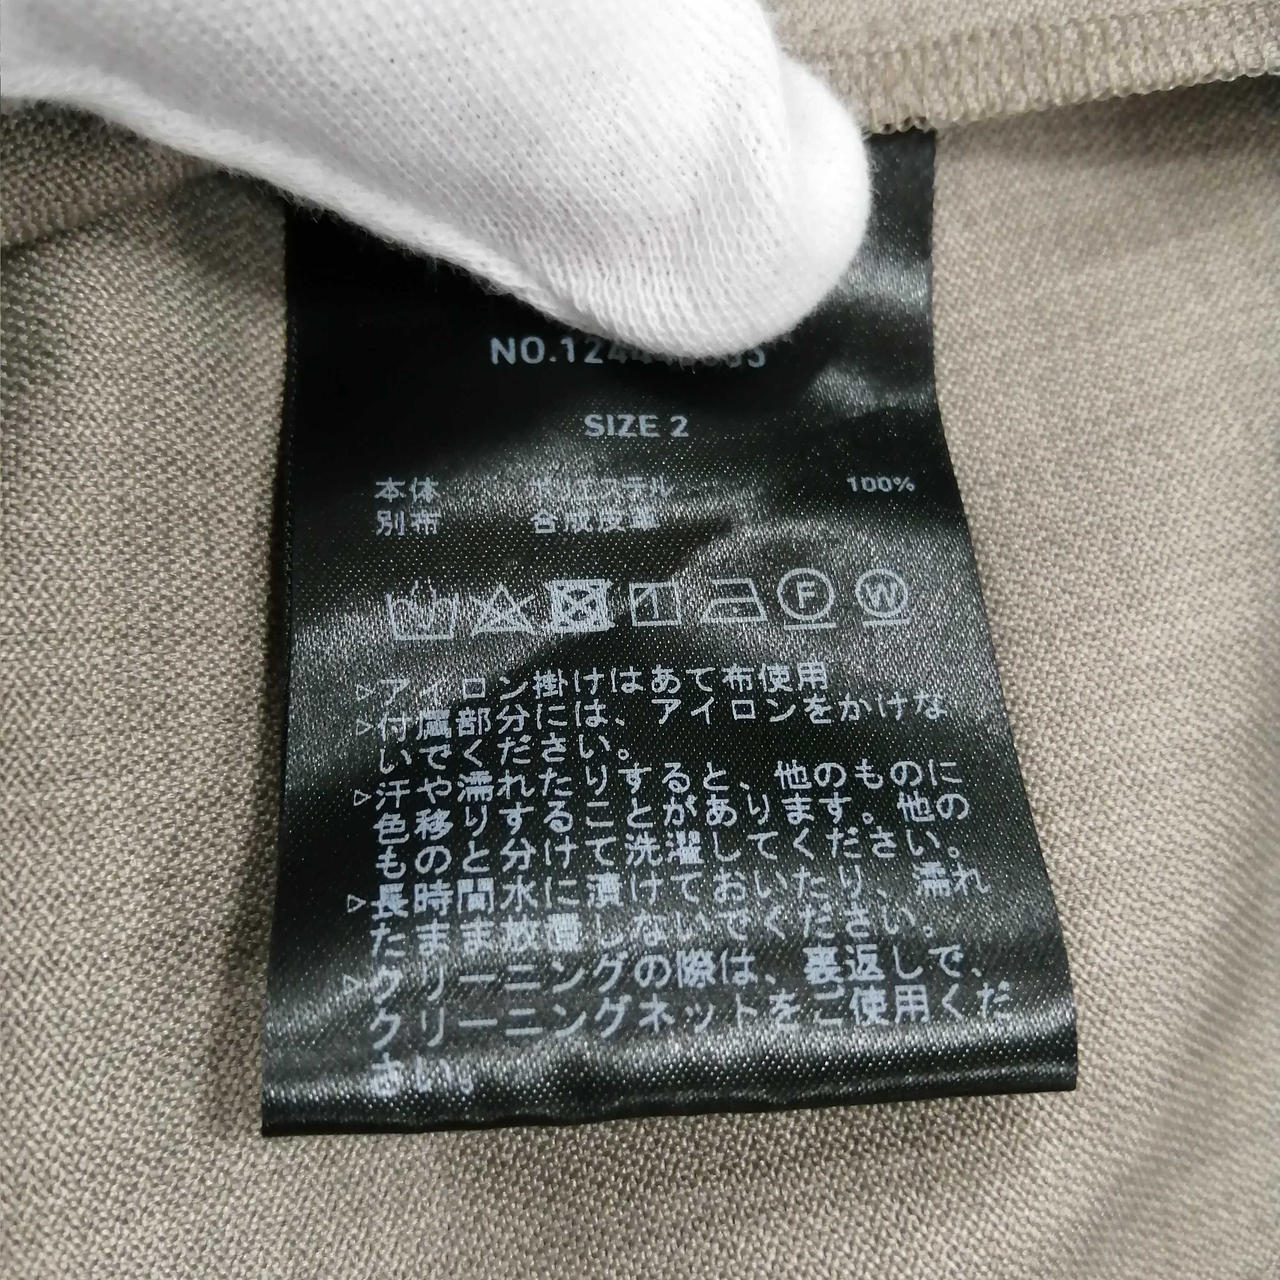 SIZE 2
本体 ポリエステル 100%
別布 合成皮革
F W
▷アイロン掛けはあて布使用
▷付属部分には、アイロンをかけな
いでください。
▷汗や濡れたりすると、他のものに
色移りすることがあります。他の
ものと分けて洗濯してください。
▷長時間水に漬けておいたり、濡れ
たまま放置しないでください。
▷クリーニングの際は、裏返しで、
クリーニングネットをご使用くだ
さい。